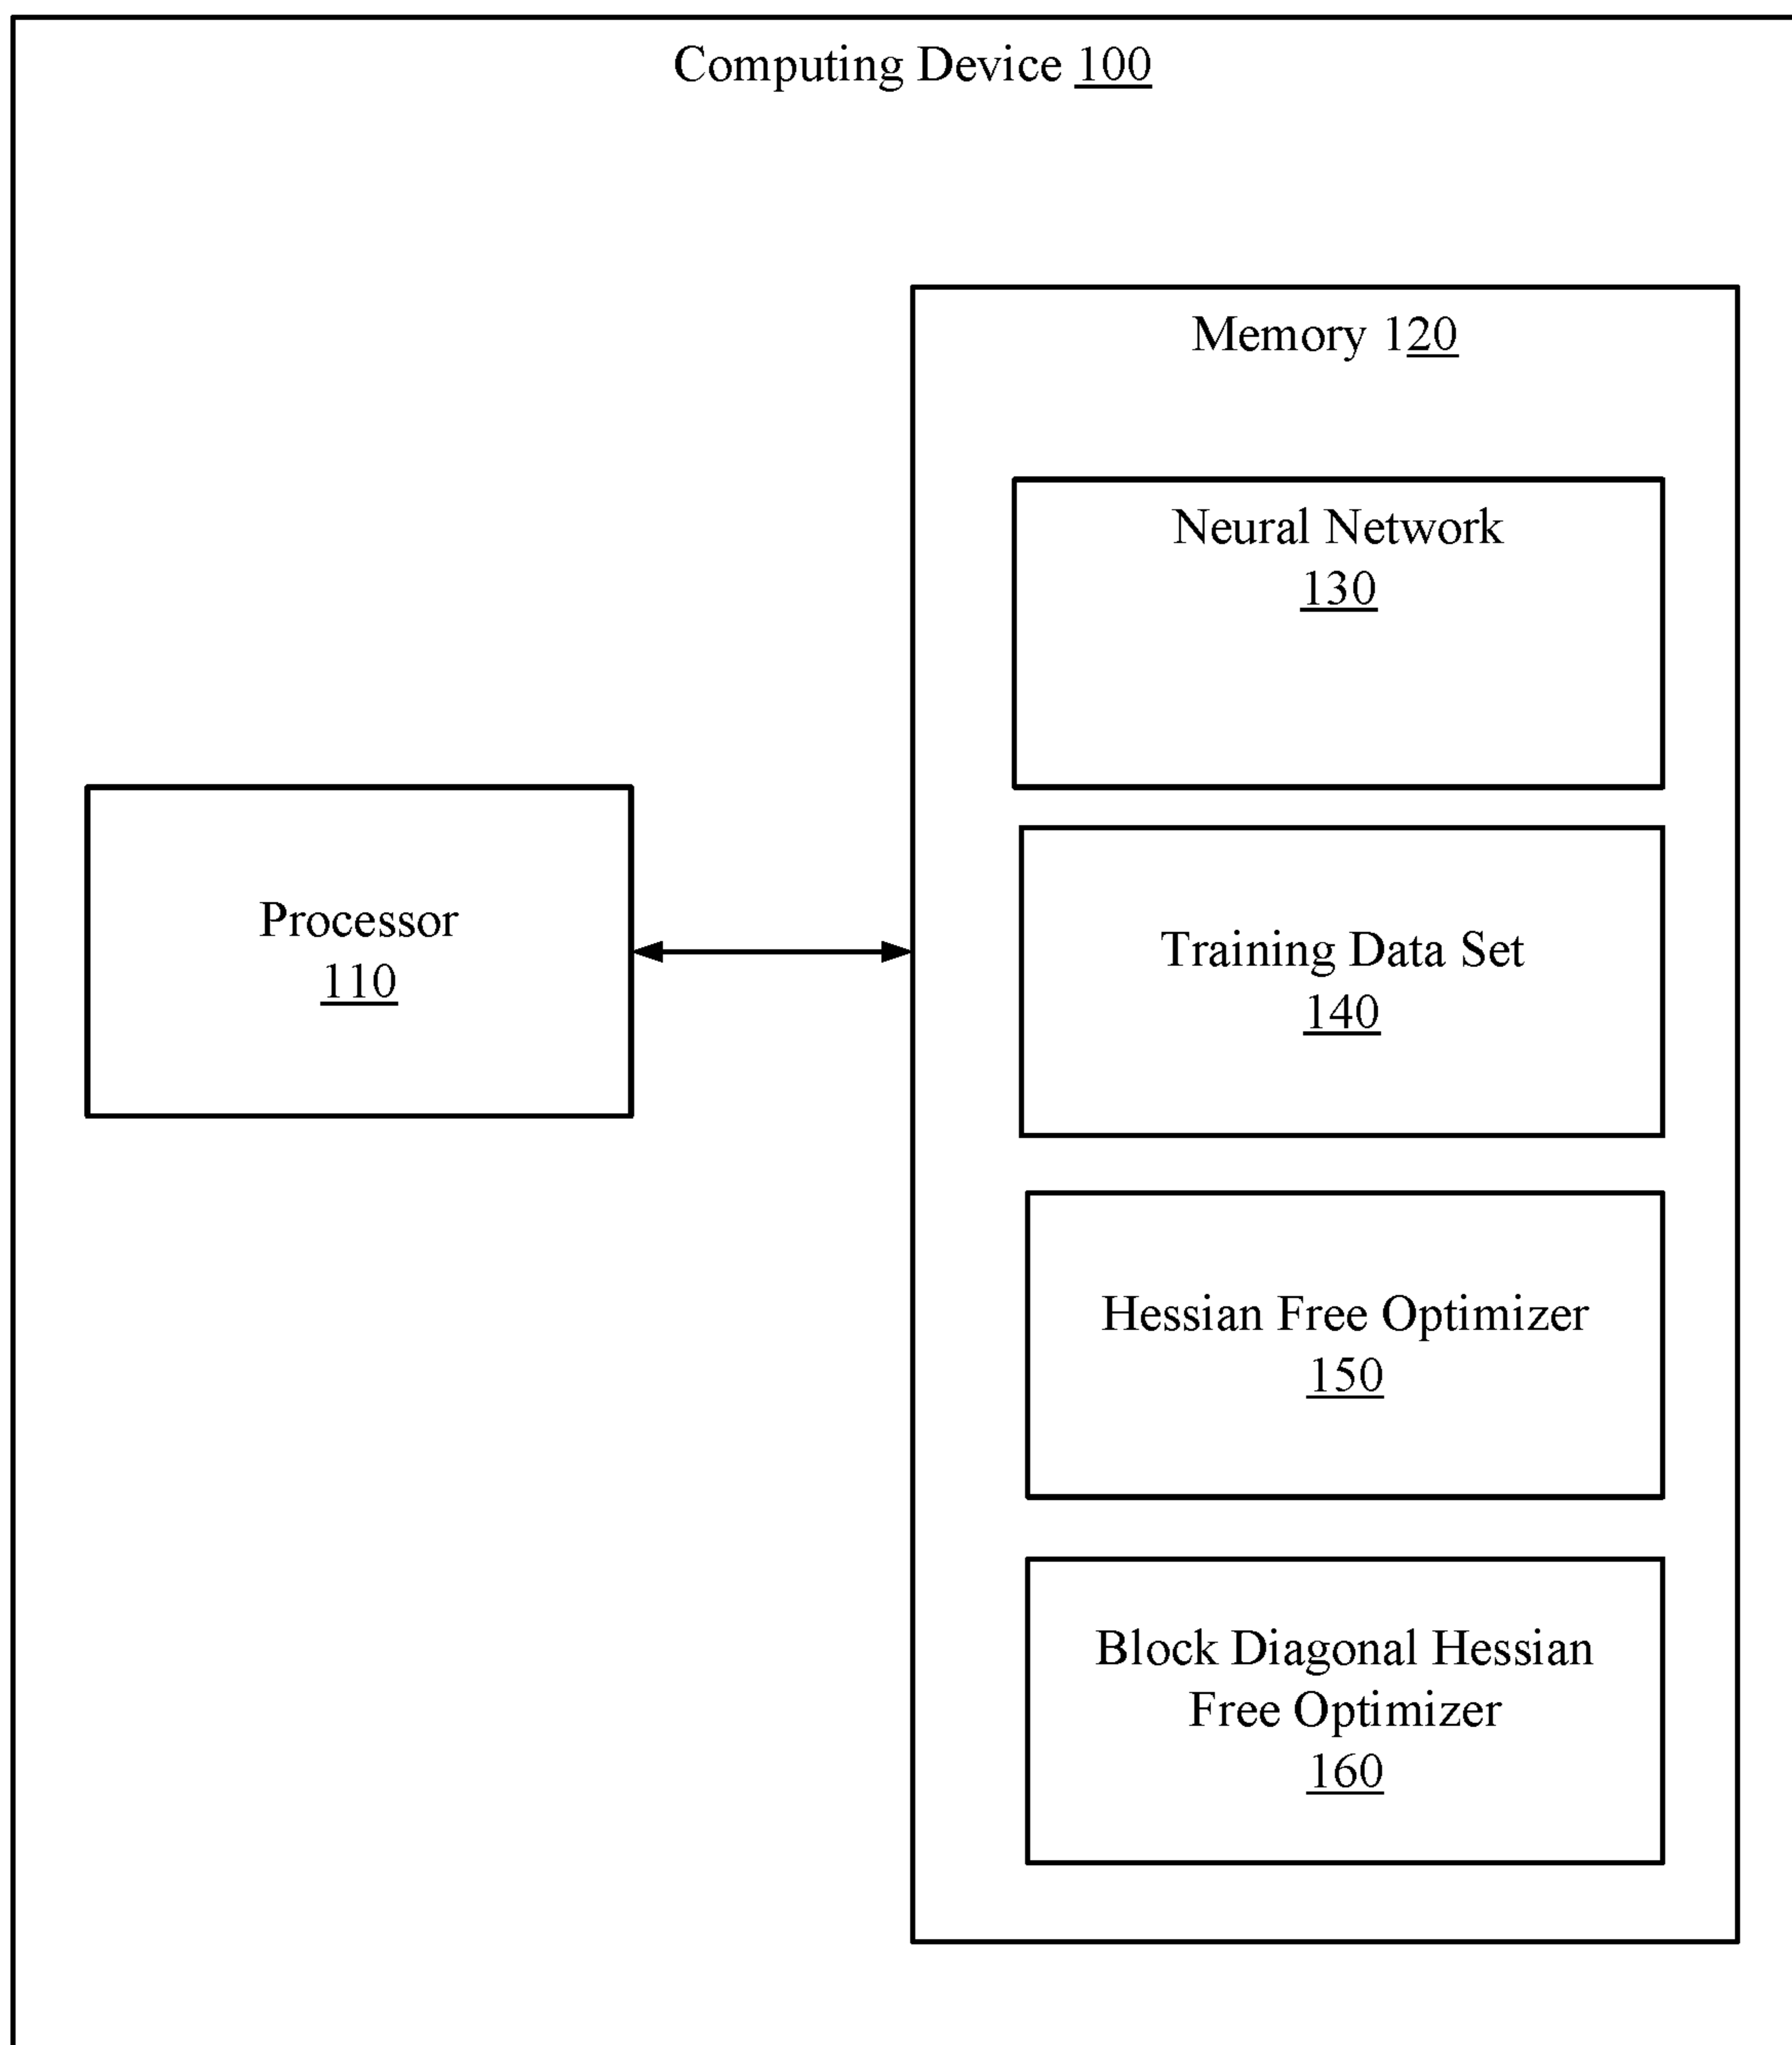 Computing Device 100
Memory 120
Neural Network
130
Processor
110
Training Data Set
140
Hessian Free Optimizer
150
Block Diagonal Hessian
Free Optimizer
160